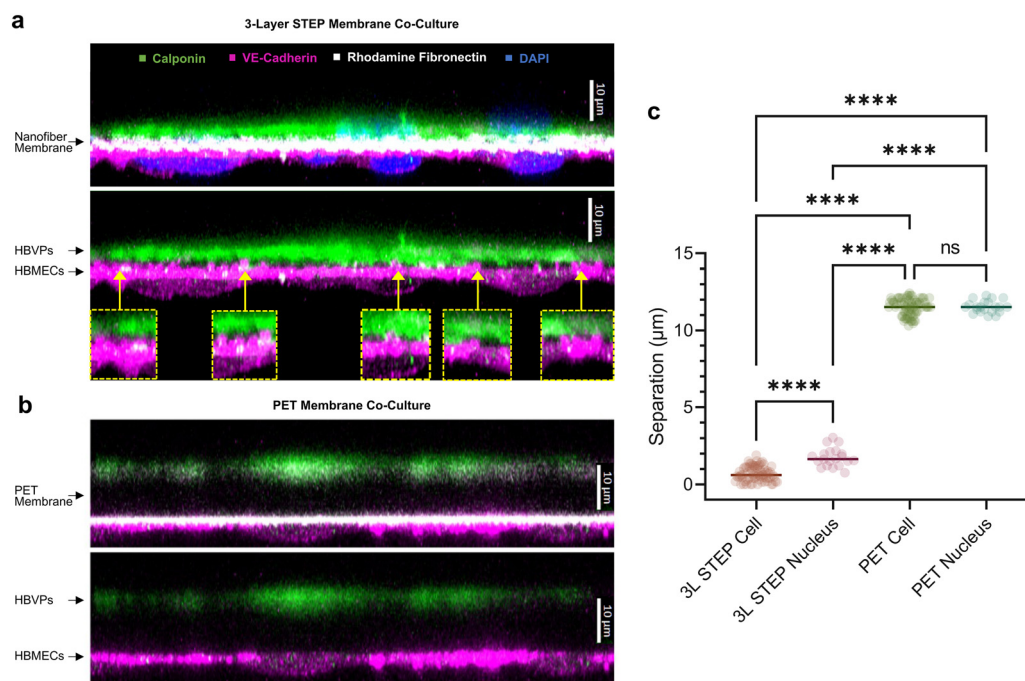 a
3-Layer STEP Membrane Co-Culture
Calponin VE-Cadherin Rhodamine Fibronectin DAPI
10 µm
Nanofiber
Membrane
10 µm
HBVPs
HBMECs
b
PET Membrane Co-Culture
10 µm
PET
Membrane
HBVPs
10 µm
HBMECs
c
****
****
****
**** ns
****
Separation (µm)
15
10
5
0
3L STEP Cell
3L STEP Nucleus
PET Cell
PET Nucleus